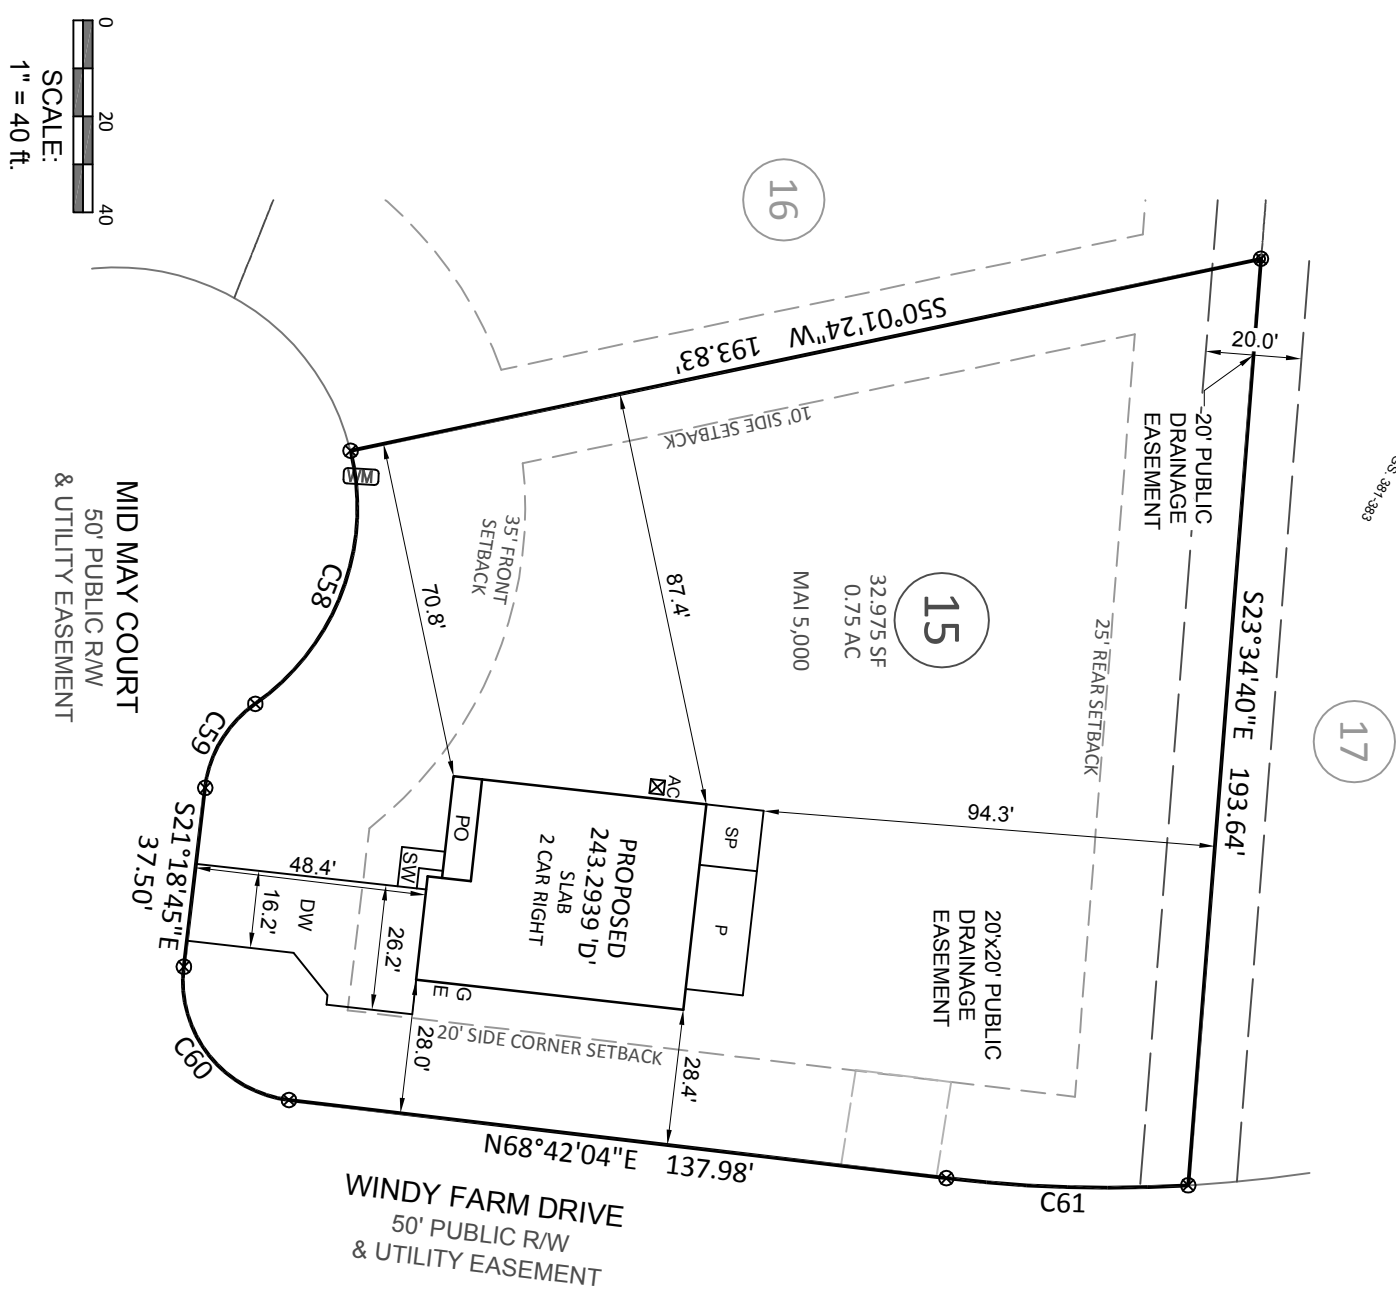 0
20
40
SCALE:
1" = 40 ft.
16
S50°01'24"W 193.83'
10' SIDE SETBACK
20.0'
20' PUBLIC
DRAINAGE
EASEMENT
GS. 381-383
S23°34'40"E 193.64'
17
25' REAR SETBACK
15
32.975 SF
0.75 AC
MAI 5,000
WM
C58
35' FRONT
SETBACK
70.8'
87.4'
MID MAY COURT
50' PUBLIC R/W
& UTILITY EASEMENT
C59
S21°18'45"E
37.50'
48.4'
DW
16.2'
26.2'
SW
PO
AC
SP
P
94.3'
PROPOSED
243.2939 'D'
SLAB
2 CAR RIGHT
G
E
20'x20' PUBLIC
DRAINAGE
EASEMENT
20' SIDE CORNER SETBACK
28.0'
28.4'
C60
N68°42'04"E 137.98'
C61
WINDY FARM DRIVE
50' PUBLIC R/W
& UTILITY EASEMENT